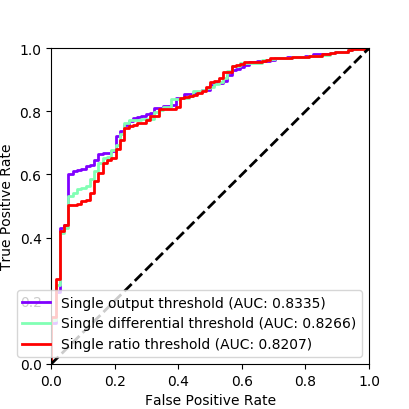 1.0
0.8
0.6
0.4
0.2
0.0
True Positive Rate
Single output threshold (AUC: 0.8335)
Single differential threshold (AUC: 0.8266)
Single ratio threshold (AUC: 0.8207)
0.0 0.2 0.4 0.6 0.8 1.0
False Positive Rate